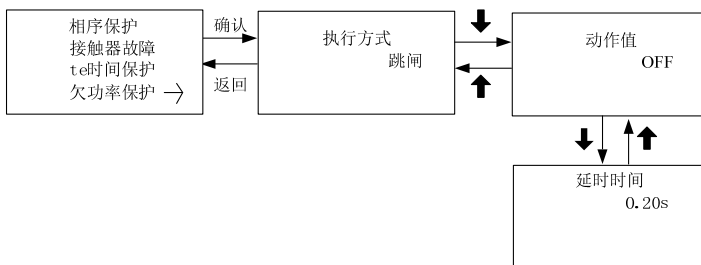 相序保护
接触器故障
te时间保护
欠功率保护
确认
返回
执行方式
跳闸
动作值
OFF
延时时间
0.20s